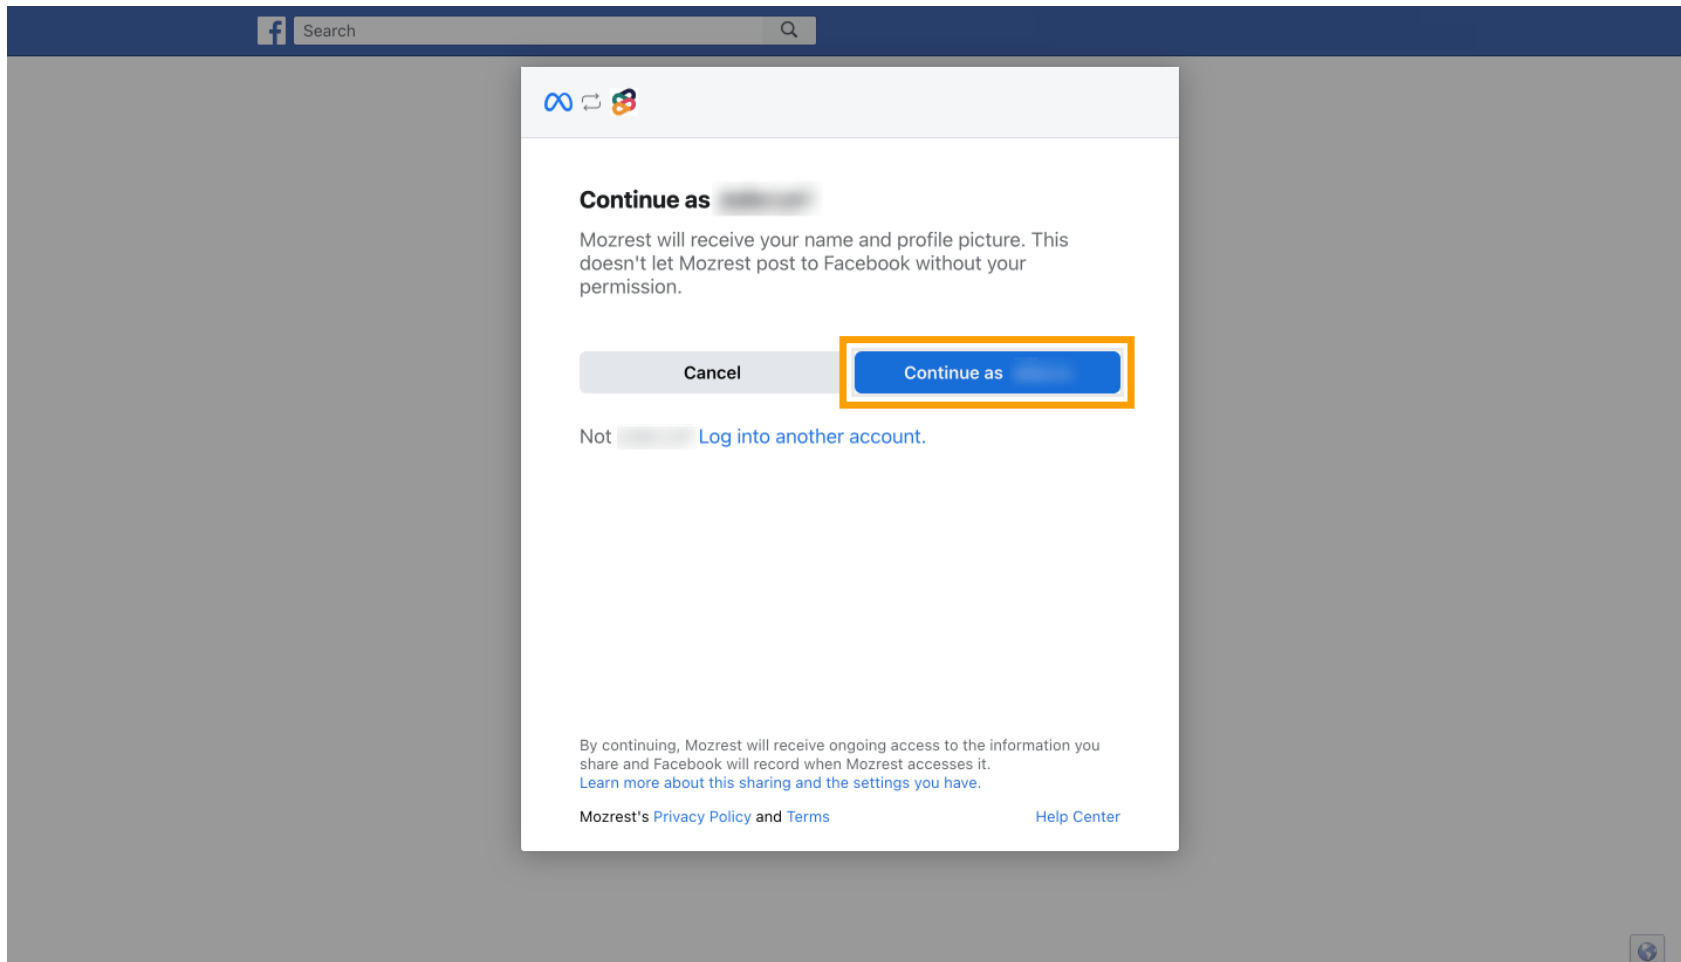 Search
Continue as
Mozrest will receive your name and profile picture. This
doesn't let Mozrest post to Facebook without your
permission.
Cancel
Continue as
Not Log into another account.
By continuing, Mozrest will receive ongoing access to the information you
share and Facebook will record when Mozrest accesses it.
Learn more about this sharing and the settings you have.
Mozrest's Privacy Policy and Terms
Help Center